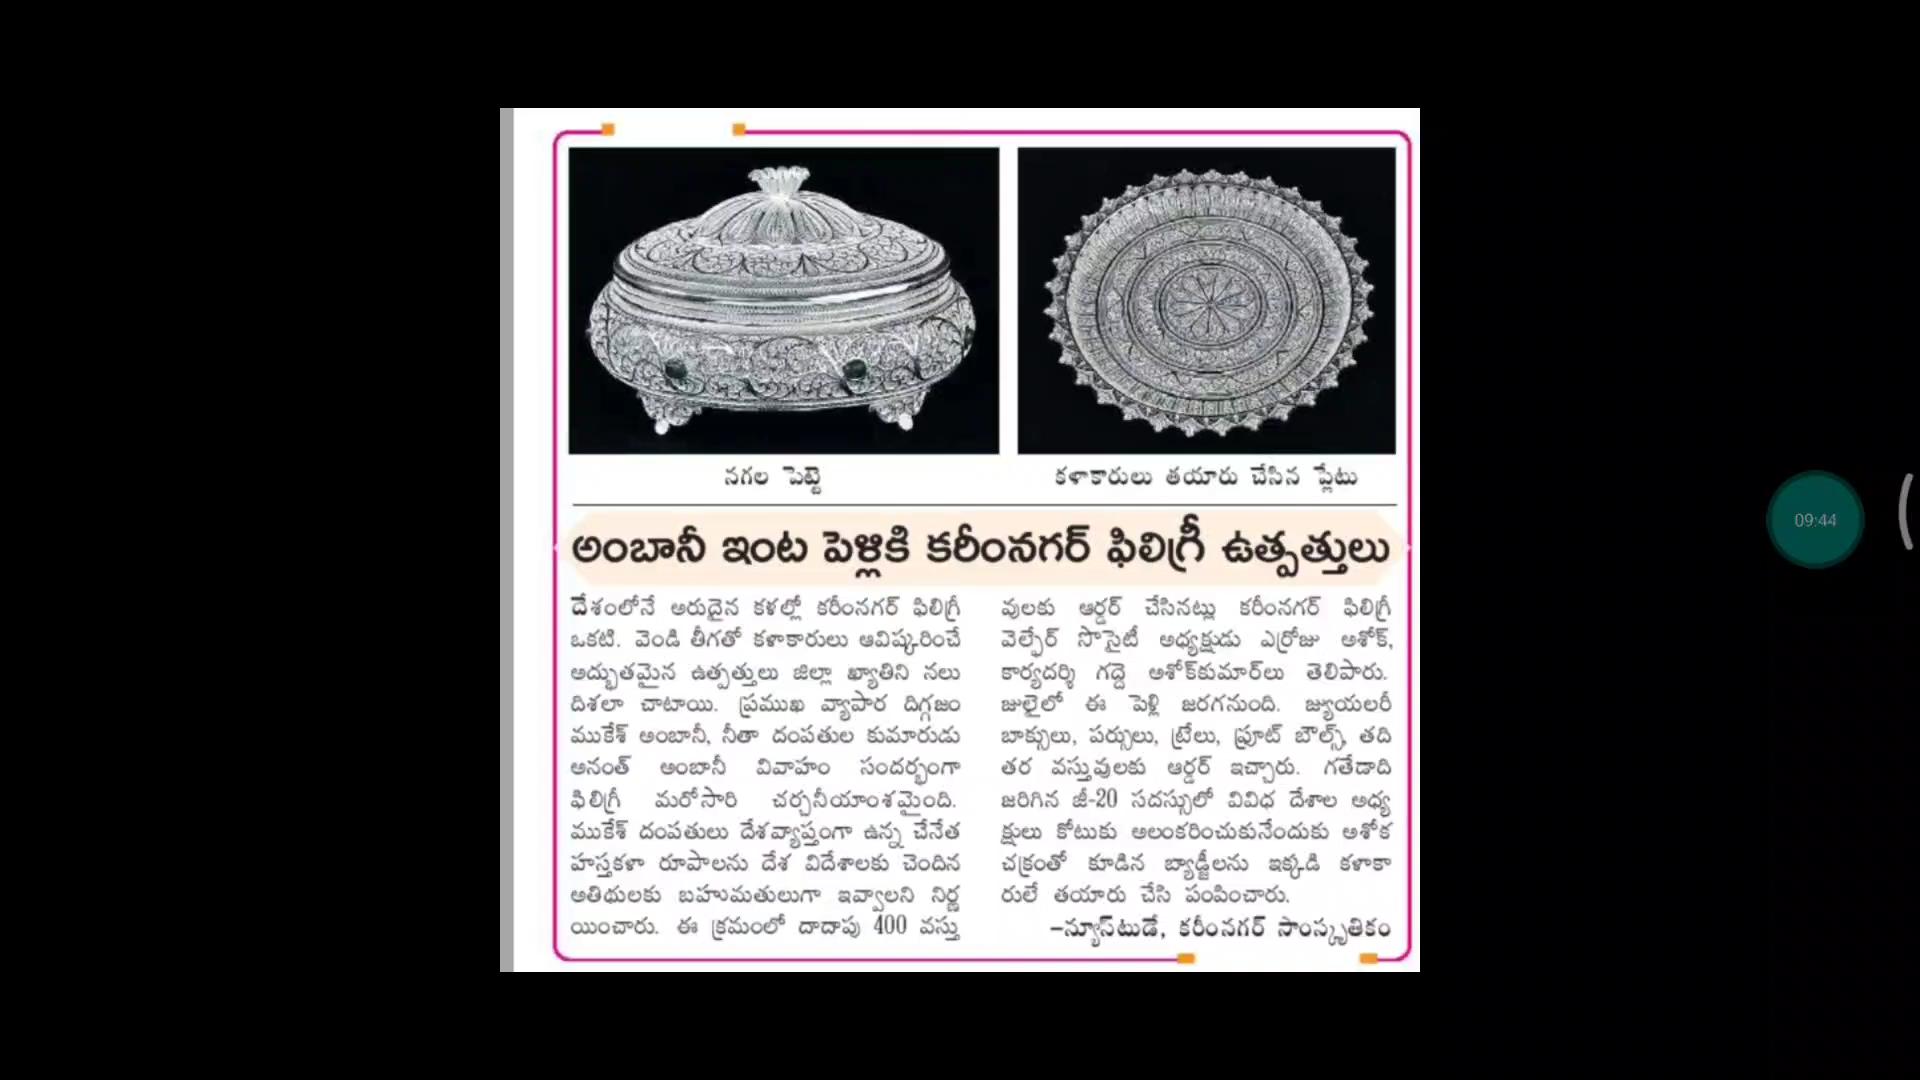 నగల పెట్టె
కళాకారులు తయారు చేసిన ప్లేటు
అంబానీ ఇంట పెళ్లికి కరీంనగర్ ఫిలిగ్రీ ఉత్పత్తులు
దేశంలోనే అరుదైన కళల్లో కరీంనగర్ ఫిలిగ్రీ
ఒకటి. వెండి తీగతో కళాకారులు ఆవిష్కరించే
అద్భుతమైన ఉత్పత్తులు జిల్లా ఖ్యాతిని నలు
దిశలా చాటాయి. ప్రముఖ వ్యాపార దిగ్గజం
ముకేశ్ అంబానీ, నీతా దంపతుల కుమారుడు
అనంత్ అంబానీ వివాహం సందర్భంగా
ఫిలిగ్రీ మరోసారి చర్చనీయాంశమైంది.
ముకేశ్ దంపతులు దేశవ్యాప్తంగా ఉన్న చేనేత
హస్తకళా రూపాలను దేశ విదేశాలకు చెందిన
అతిథులకు బహుమతులుగా ఇవ్వాలని నిర్ణ
యించారు. ఈ క్రమంలో దాదాపు 400 వస్తు
వులకు ఆర్డర్ చేసినట్లు కరీంనగర్ ఫిలిగ్రీ
వెల్ఫేర్ సొసైటీ అధ్యక్షుడు ఎర్రోజు అశోక్,
కార్యదర్శి గద్దె అశోక్‌కుమార్‌లు తెలిపారు.
జులైలో ఈ పెళ్లి జరగనుంది. జ్యుయలరీ
బాక్సులు, పర్సులు, ట్రేలు, ఫ్రూట్ బౌల్స్, తది
తర వస్తువులకు ఆర్డర్ ఇచ్చారు. గతేడాది
జరిగిన జీ-20 సదస్సులో వివిధ దేశాల అధ్య
క్షులు కోటుకు అలంకరించుకునేందుకు అశోక
చక్రంతో కూడిన బ్యాడ్జీలను ఇక్కడి కళాకా
రులే తయారు చేసి పంపించారు.
–న్యూస్‌టుడే, కరీంనగర్ సాంస్కృతికం
09:44